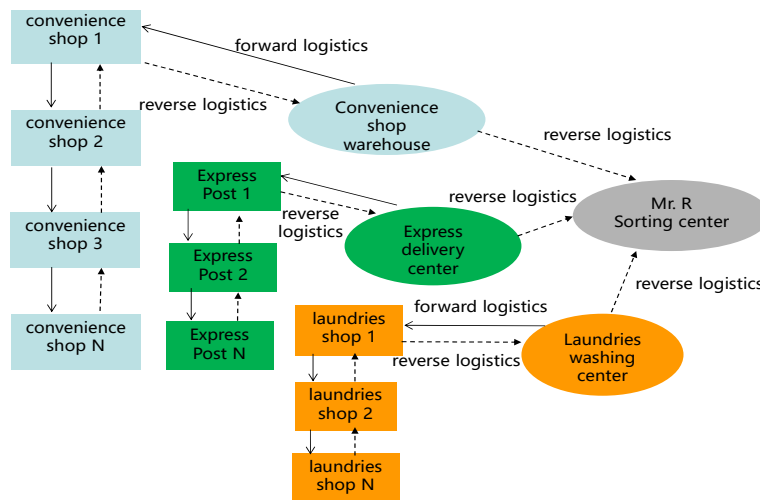 convenience
shop 1
forward logistics
reverse logistics
Convenience
shop
warehouse
convenience
shop 2
reverse logistics
Express
Post 1
reverse
logistics
reverse logistics
Mr. R
Sorting center
convenience
shop 3
Express
delivery
center
Express
Post 2
reverse logistics
forward logistics
convenience
shop N
Express
Post N
laundries
shop 1
reverse logistics
Laundries
washing
center
laundries
shop 2
laundries
shop N